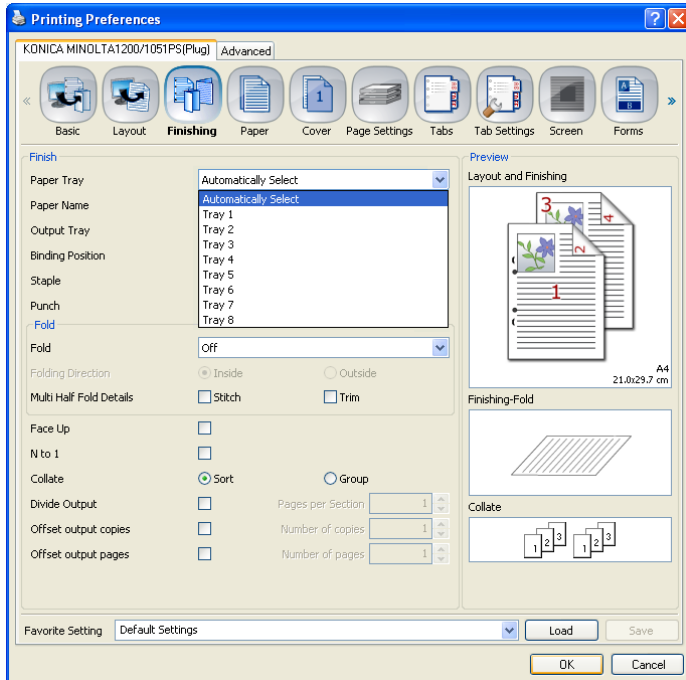 Printing Preferences
KONICA MINOLTA1200/1051PS(Plug) Advanced
« Basic Layout Finishing Paper Cover Page Settings Tabs Tab Settings Screen Forms »
1
A
B
Finish
Paper Tray Automatically Select
Automatically Select
Tray 1
Tray 2
Tray 3
Tray 4
Tray 5
Tray 6
Tray 7
Tray 8
Paper Name
Output Tray
Binding Position
Staple
Punch
Fold
Fold Off
Folding Direction Inside Outside
Multi Half Fold Details Stitch Trim
Face Up
N to 1
Collate Sort Group
Divide Output Pages per Section 1
Offset output copies Number of copies 1
Offset output pages Number of pages 1
Preview
Layout and Finishing
3
4
2
1
A4
21.0x29.7 cm
Finishing-Fold
Collate
1 2 3 1 2 3
Favorite Setting Default Settings Load Save
OK Cancel